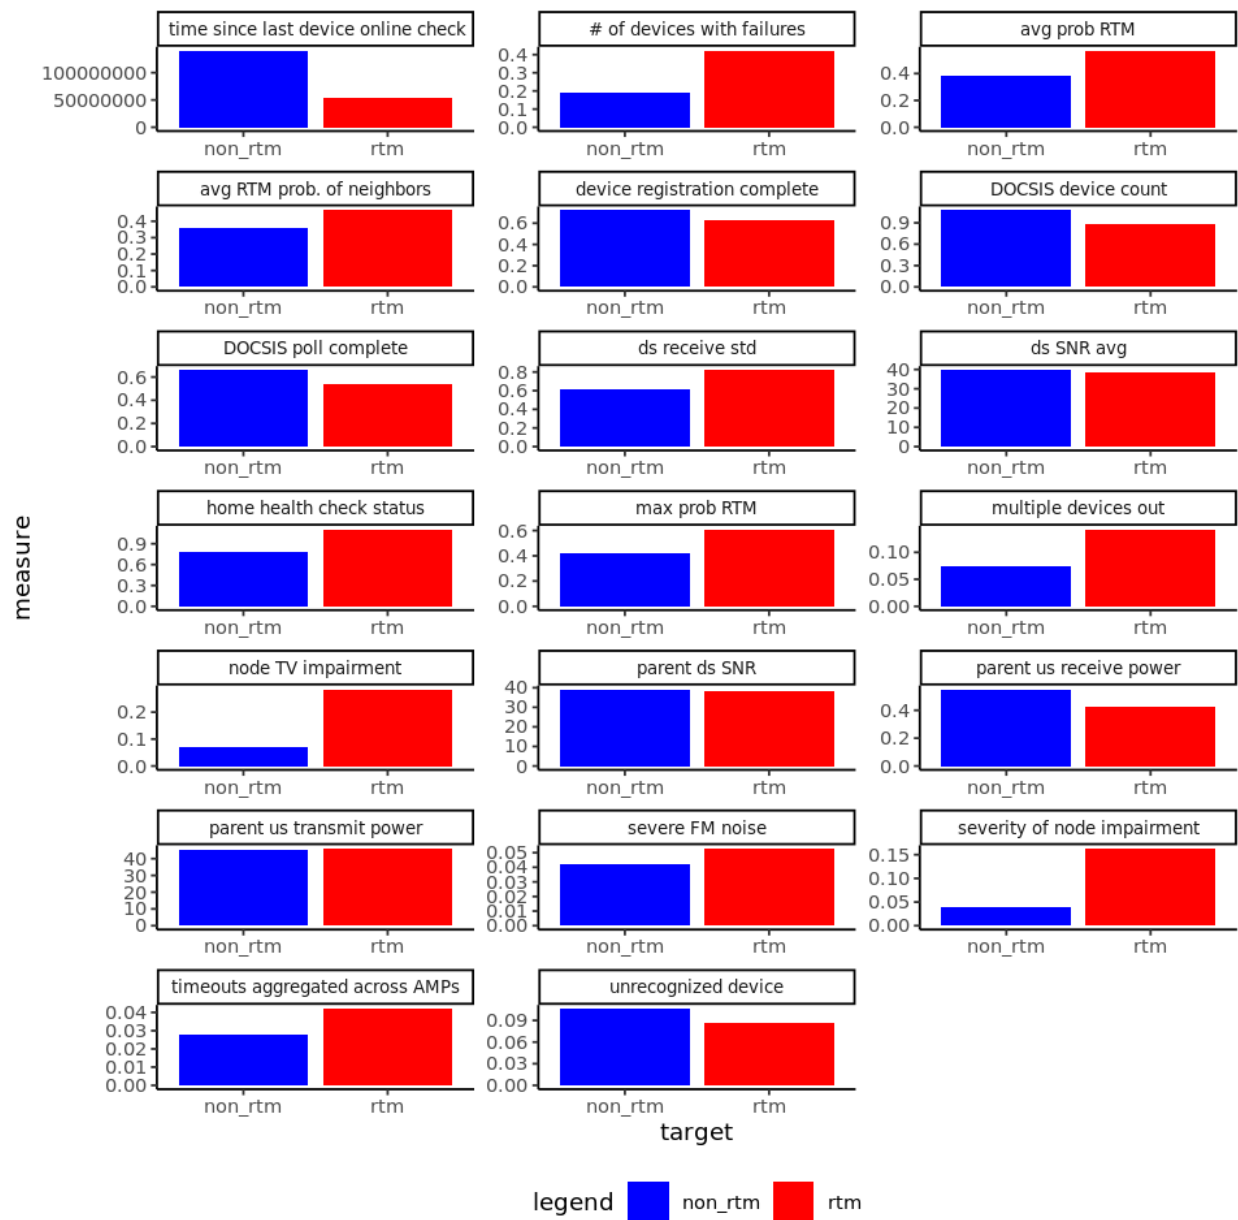 time since last device online check
# of devices with failures
avg prob RTM
100000000
50000000
0
0.4
0.3
0.2
0.1
0.0
0.4
0.2
0.0
non_rtm rtm
non_rtm rtm
non_rtm rtm
avg RTM prob. of neighbors
device registration complete
DOCSIS device count
0.4
0.3
0.2
0.1
0.0
0.6
0.4
0.2
0.0
0.9
0.6
0.3
0.0
non_rtm rtm
non_rtm rtm
non_rtm rtm
DOCSIS poll complete
ds receive std
ds SNR avg
0.6
0.4
0.2
0.0
0.8
0.6
0.4
0.2
0.0
40
30
20
10
0
non_rtm rtm
non_rtm rtm
non_rtm rtm
home health check status
max prob RTM
multiple devices out
0.9
0.6
0.3
0.0
0.6
0.4
0.2
0.0
0.10
0.05
0.00
non_rtm rtm
non_rtm rtm
non_rtm rtm
measure
node TV impairment
parent ds SNR
parent us receive power
0.2
0.1
0.0
40
30
20
10
0
0.4
0.2
0.0
non_rtm rtm
non_rtm rtm
non_rtm rtm
parent us transmit power
severe FM noise
severity of node impairment
40
30
20
10
0
0.05
0.04
0.03
0.02
0.01
0.00
0.15
0.10
0.05
0.00
non_rtm rtm
non_rtm rtm
non_rtm rtm
timeouts aggregated across AMPs
unrecognized device
0.04
0.03
0.02
0.01
0.00
0.09
0.06
0.03
0.00
non_rtm rtm
non_rtm rtm
target
legend non_rtm rtm